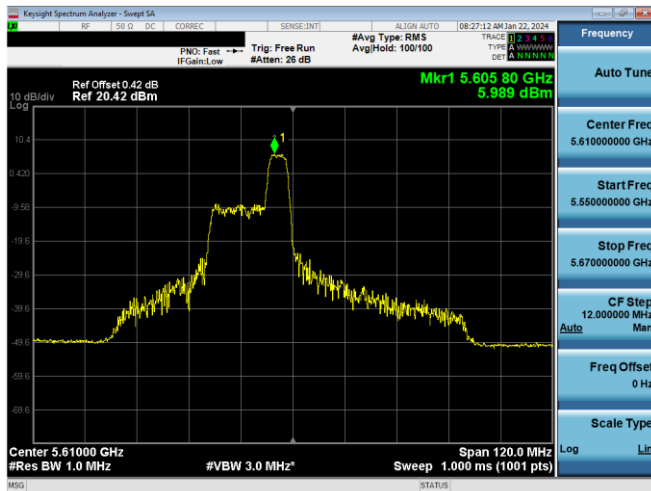 Keysight Spectrum Analyzer - Swept SA
RF 50 Ω DC CORREC SENSE:INT ALIGN AUTO 08:27:12 AM Jan 22, 2024
PNO: Fast Trig: Free Run #Avg Type: RMS TRACE 1 2 3 4 5 6
IFGain:Low #Atten: 26 dB Avg|Hold: 100/100 TYPE A WWWWW
DET A N N N N N
Ref Offset 0.42 dB Mkr1 5.605 80 GHz
10 dB/div Ref 20.42 dBm 5.989 dBm
Log
1
10.4
0.420
-9.58
-19.6
-29.6
-39.6
-49.6
-59.6
-69.6
Center 5.61000 GHz Span 120.0 MHz
#Res BW 1.0 MHz #VBW 3.0 MHz* Sweep 1.000 ms (1001 pts)
MSG STATUS
Frequency
Auto Tune
Center Freq
5.610000000 GHz
Start Freq
5.550000000 GHz
Stop Freq
5.670000000 GHz
CF Step
12.000000 MHz
Auto Man
Freq Offset
0 Hz
Scale Type
Log Lin